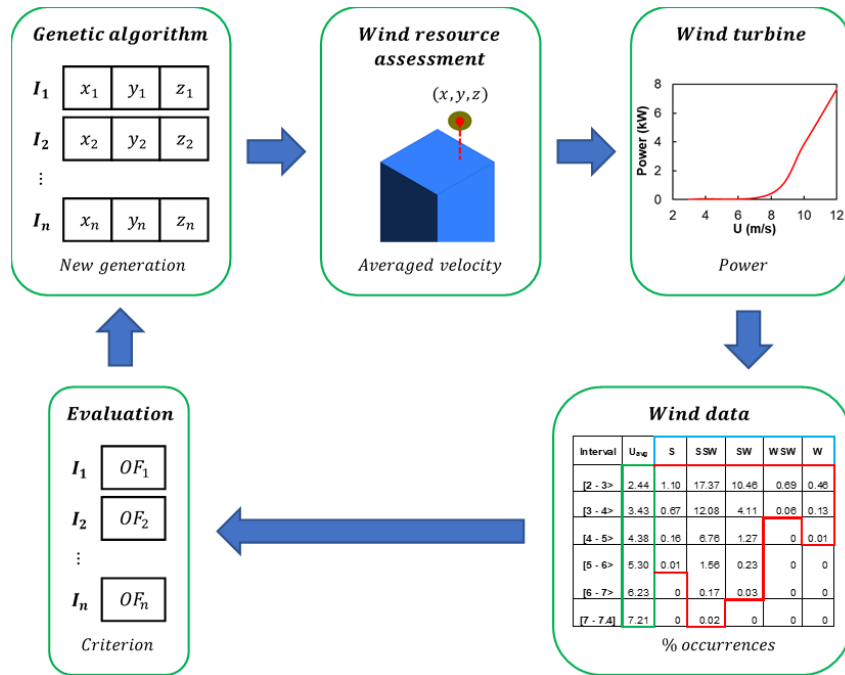 Genetic algorithm
I₁ x₁ y₁ z₁
I₂ x₂ y₂ z₂
⋮
Iₙ xₙ yₙ zₙ
New generation
Wind resource
assessment
(x, y, z)
Averaged velocity
Wind turbine
Power (kW)
8
6
4
2
0
2 4 6 8 10 12
U (m/s)
Power
Evaluation
I₁ OF₁
I₂ OF₂
⋮
Iₙ OFₙ
Criterion
Wind data
Interval Uavg S SSW SW WSW W
[2 - 3> 2.44 1.10 17.37 10.46 0.69 0.46
[3 - 4> 3.43 0.67 12.08 4.11 0.06 0.13
[4 - 5> 4.38 0.16 6.76 1.27 0 0.01
[5 - 6> 5.30 0.01 1.56 0.23 0 0
[6 - 7> 6.23 0 0.17 0.03 0 0
[7 - 7.4] 7.21 0 0.02 0 0 0
% occurrences